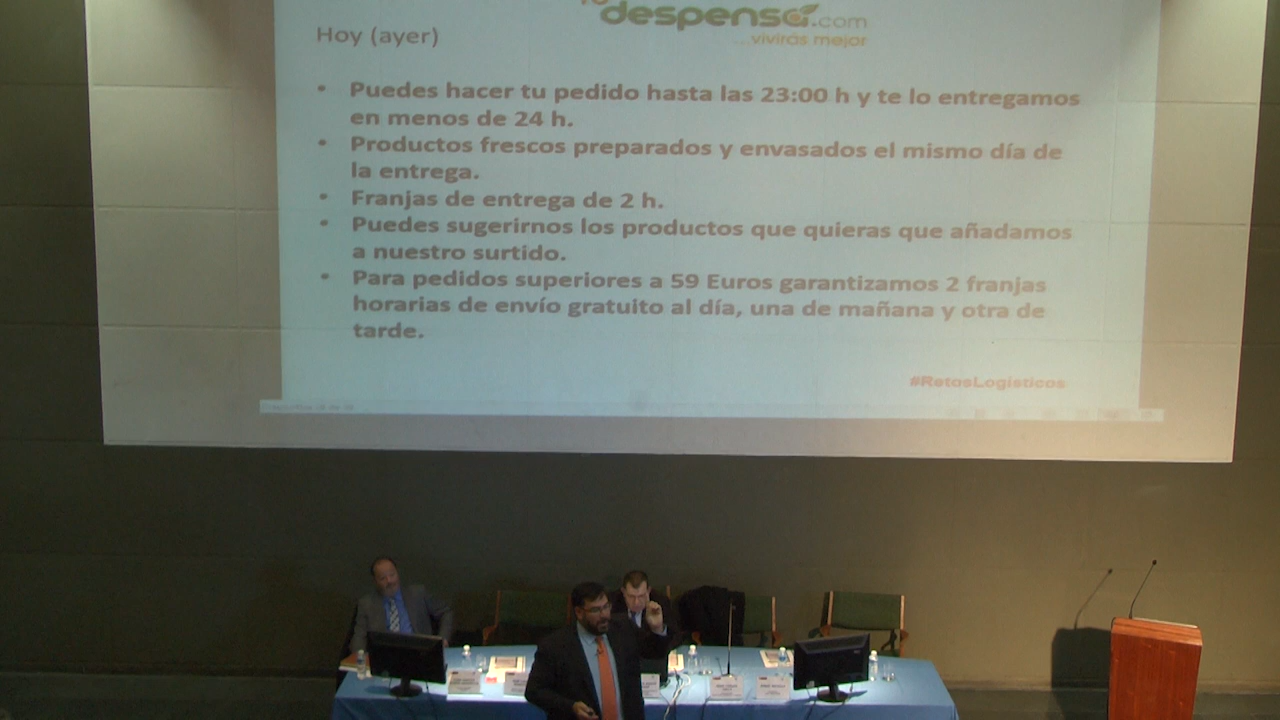 despensa.com
...vivirás mejor
Hoy (ayer)
• Puedes hacer tu pedido hasta las 23:00 h y te lo entregamos
en menos de 24 h.
• Productos frescos preparados y envasados el mismo día de
la entrega.
• Franjas de entrega de 2 h.
• Puedes sugerirnos los productos que quieras que añadamos
a nuestro surtido.
• Para pedidos superiores a 59 Euros garantizamos 2 franjas
horarias de envío gratuito al día, una de mañana y otra de
tarde.
#RetosLogisticos